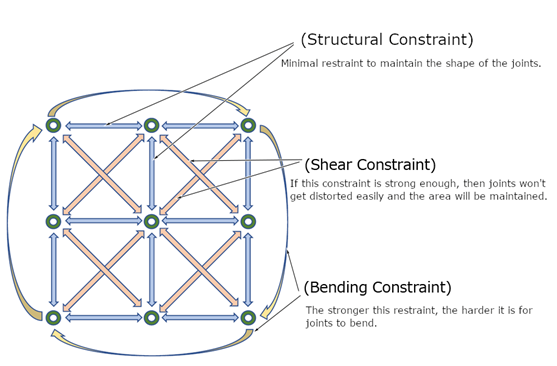 (Structural Constraint)
Minimal restraint to maintain the shape of the joints.
(Shear Constraint)
If this constraint is strong enough, then joints won't
get distorted easily and the area will be maintained.
(Bending Constraint)
The stronger this restraint, the harder it is for
joints to bend.